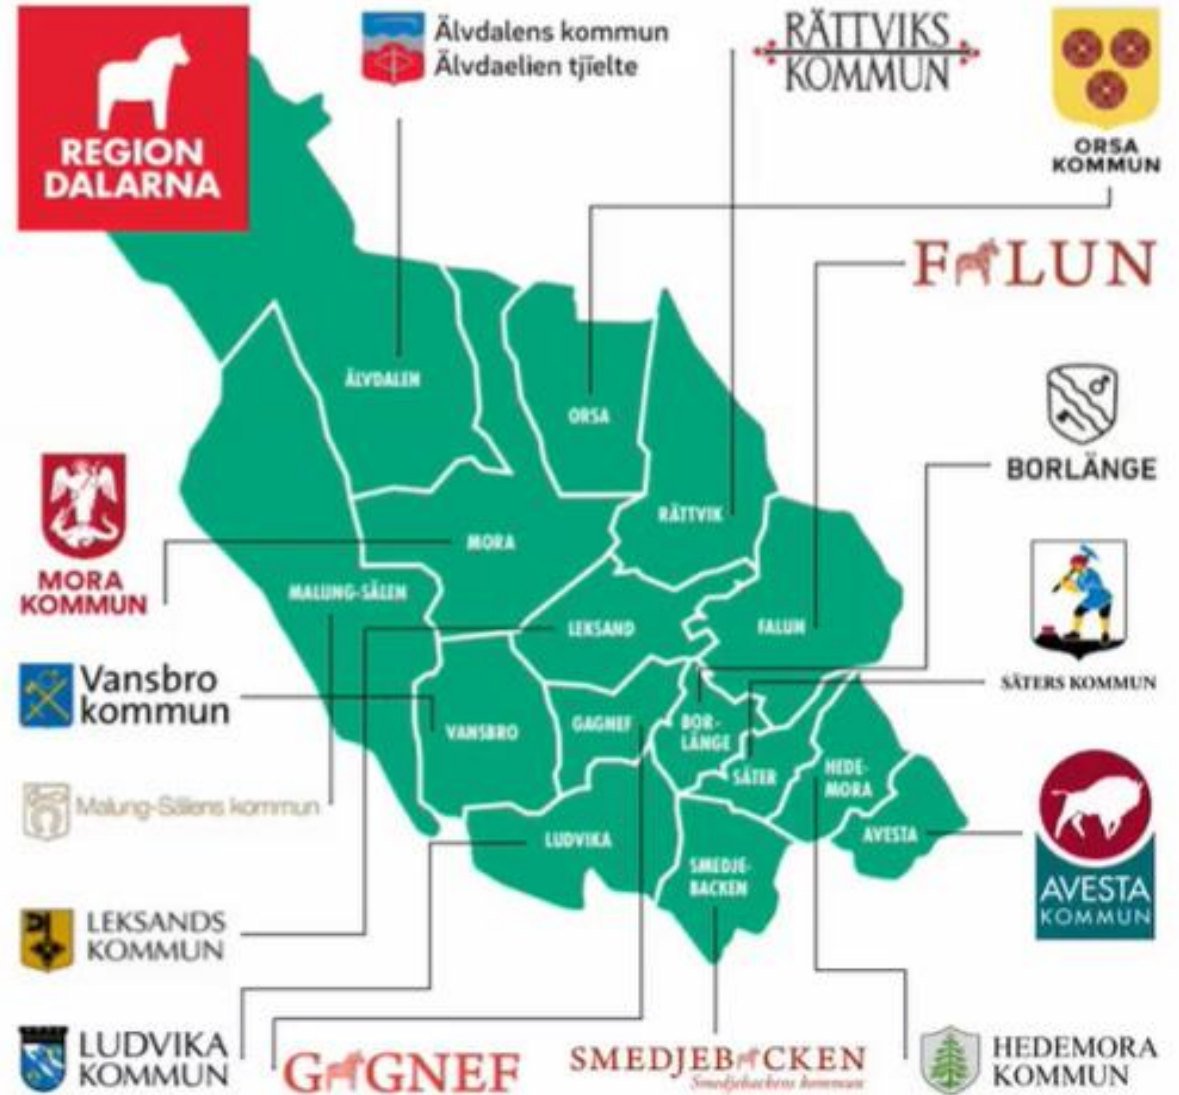 REGION
DALARNA
Älvdalens kommun
Älvdaelien tjielte
RÄTTVIKS
KOMMUN
ORSA
KOMMUN
FALUN
BORLÄNGE
SÄTERS KOMMUN
AVESTA
KOMMUN
HEDEMORA
KOMMUN
SMEDJEBACKEN
Smedjebackens kommun
GAGNEF
LUDVIKA
KOMMUN
LEKSANDS
KOMMUN
Malung-Sälens kommun
Vansbro
kommun
MORA
KOMMUN
ÄLVDALEN
ORSA
RÄTTVIK
MORA
MALUNG-SÄLEN
LEKSAND
FALUN
VANSBRO
GAGNEF
BOR-
LÄNGE
SÄTER
HEDE-
MORA
AVESTA
LUDVIKA
SMEDJE-
BACKEN